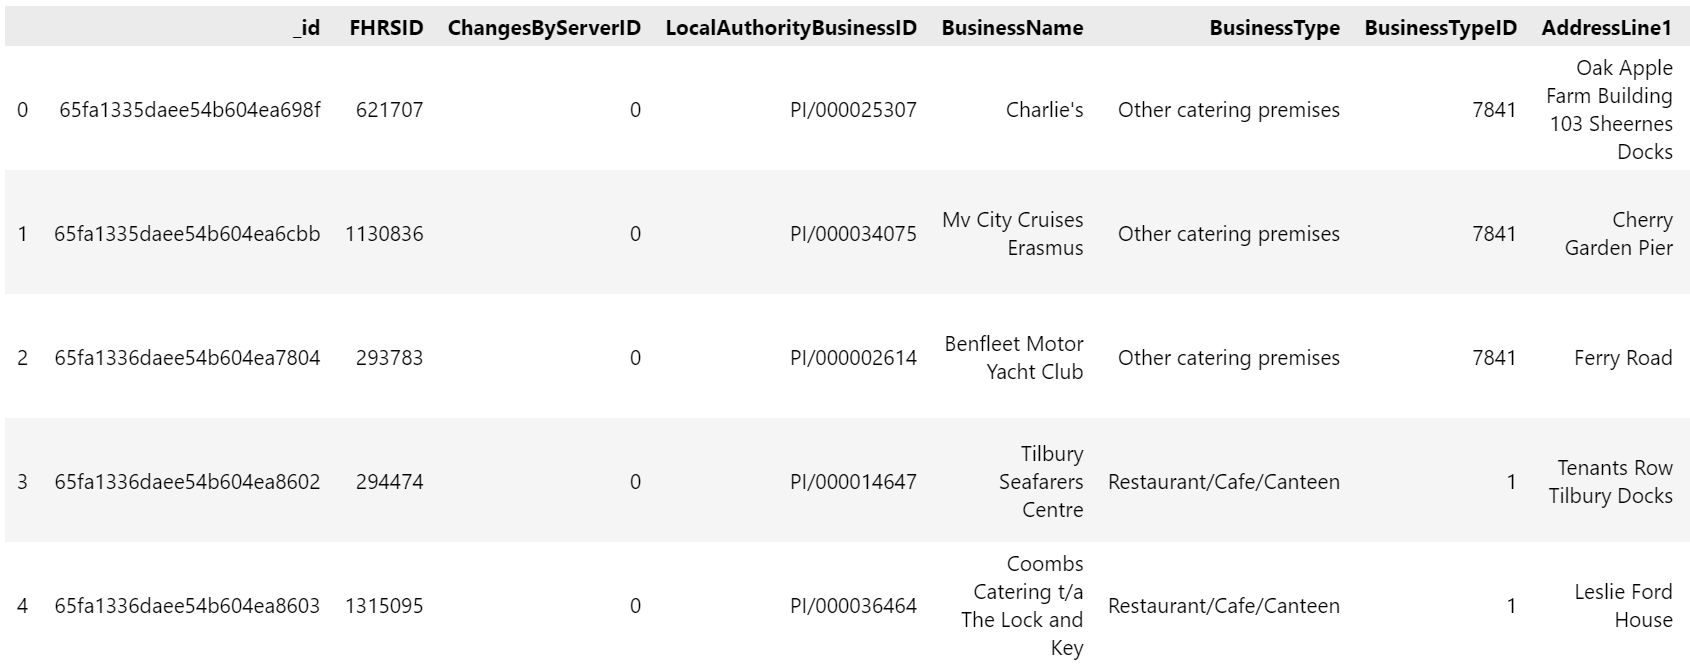 _id FHRSID ChangesByServerID LocalAuthorityBusinessID BusinessName BusinessType BusinessTypeID AddressLine1
0 65fa1335daee54b604ea698f 621707 0 PI/000025307 Charlie's Other catering premises 7841 Oak Apple
Farm Building
103 Sheernes
Docks
1 65fa1335daee54b604ea6cbb 1130836 0 PI/000034075 Mv City Cruises
Erasmus Other catering premises 7841 Cherry
Garden Pier
2 65fa1336daee54b604ea7804 293783 0 PI/000002614 Benfleet Motor
Yacht Club Other catering premises 7841 Ferry Road
3 65fa1336daee54b604ea8602 294474 0 PI/000014647 Tilbury
Seafarers
Centre Restaurant/Cafe/Canteen 1 Tenants Row
Tilbury Docks
4 65fa1336daee54b604ea8603 1315095 0 PI/000036464 Coombs
Catering t/a
The Lock and
Key Restaurant/Cafe/Canteen 1 Leslie Ford
House